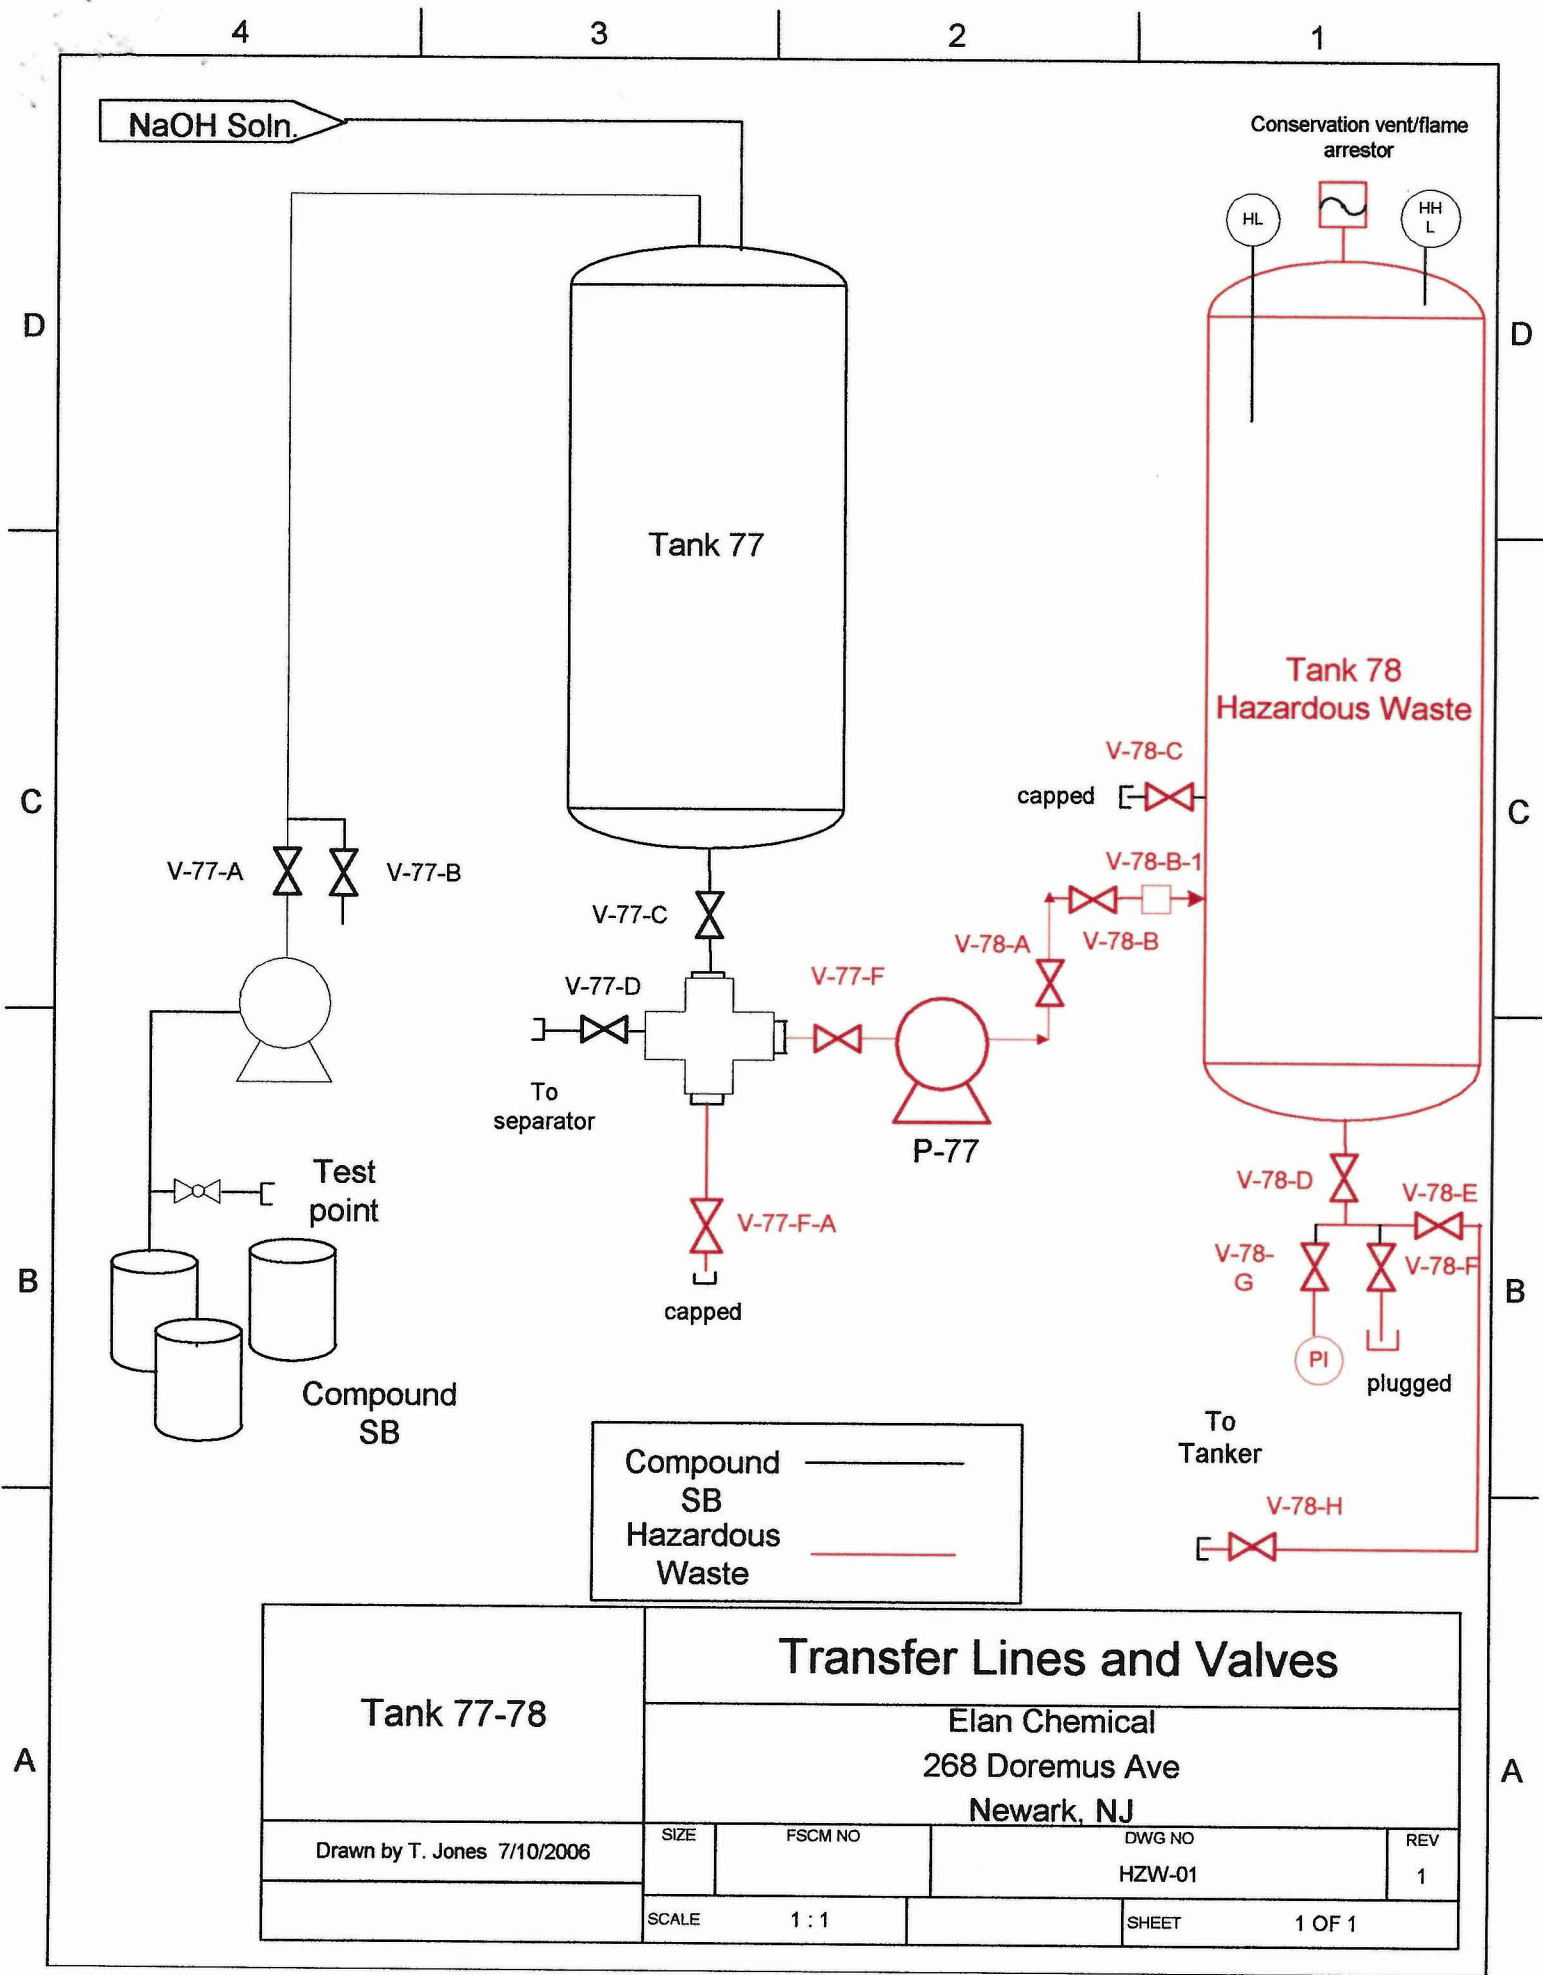 4
3
2
1
NaOH Soln.
Conservation vent/flame
arrestor
HL
HH
L
D
D
Tank 77
Tank 78
Hazardous Waste
V-78-C
capped
C
C
V-77-A
V-77-B
V-78-B-1
V-77-C
V-78-A
V-78-B
V-77-D
V-77-F
To
separator
P-77
Test
point
V-77-F-A
capped
V-78-D
V-78-E
V-78-
G
V-78-F
B
B
PI
plugged
Compound
SB
To
Tanker
Compound
SB
Hazardous
Waste
V-78-H
Transfer Lines and Valves
Tank 77-78
Elan Chemical
268 Doremus Ave
Newark, NJ
A
A
Drawn by T. Jones 7/10/2006
SIZE
FSCM NO
DWG NO
HZW-01
REV
1
SCALE
1 : 1
SHEET
1 OF 1